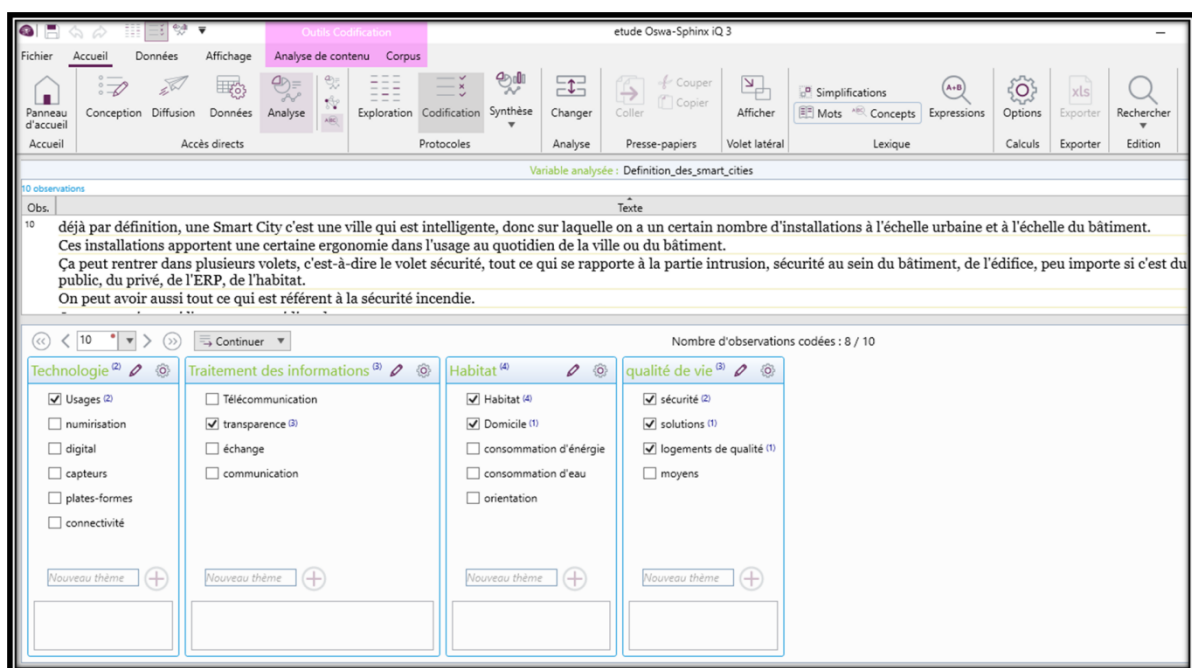 Outils Codification
etude Oswa-Sphinx iQ 3
Fichier Accueil Données Affichage Analyse de contenu Corpus
Panneau d'accueil
Conception Diffusion Données Analyse
ABC
Exploration Codification Synthèse
Changer
Coller
Couper
Copier
Afficher
Simplifications
Mots ABC Concepts
A+B
Expressions
Options
xls
Exporter
Rechercher
Accueil Accès directs Protocoles Analyse Presse-papiers Volet latéral Lexique Calculs Exporter Edition
Variable analysée : Definition_des_smart_cities
10 observations
Obs. Texte
10 déjà par définition, une Smart City c'est une ville qui est intelligente, donc sur laquelle on a un certain nombre d'installations à l'échelle urbaine et à l'échelle du bâtiment.
Ces installations apportent une certaine ergonomie dans l'usage au quotidien de la ville ou du bâtiment.
Ça peut rentrer dans plusieurs volets, c'est-à-dire le volet sécurité, tout ce qui se rapporte à la partie intrusion, sécurité au sein du bâtiment, de l'édifice, peu importe si c'est du
public, du privé, de l'ERP, de l'habitat.
On peut avoir aussi tout ce qui est référent à la sécurité incendie.
10 * Continuer Nombre d'observations codées : 8 / 10
Technologie (2)
Usages (2)
numirisation
digital
capteurs
plates-formes
connectivité
Nouveau thème
Traitement des informations (3)
Télécommunication
transparence (3)
échange
communication
Nouveau thème
Habitat (4)
Habitat (4)
Domicile (1)
consommation d'énérgie
consommation d'eau
orientation
Nouveau thème
qualité de vie (3)
sécurité (2)
solutions (1)
logements de qualité (1)
moyens
Nouveau thème